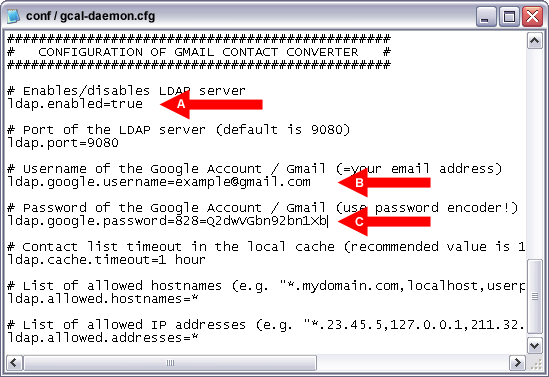 conf / gcal-daemon.cfg
################################################
#   CONFIGURATION OF GMAIL CONTACT CONVERTER   #
################################################
# Enables/disables LDAP server
ldap.enabled=true
A
# Port of the LDAP server (default is 9080)
ldap.port=9080
# Username of the Google Account / Gmail (=your email address)
ldap.google.username=example@gmail.com
B
# Password of the Google Account / Gmail (use password encoder!)
ldap.google.password=828=Q2dwvGbn92bn1Xb
C
# Contact list timeout in the local cache (recommended value is 1
ldap.cache.timeout=1 hour
# List of allowed hostnames (e.g. "*.mydomain.com,localhost,userp
ldap.allowed.hostnames=*
# List of allowed IP addresses (e.g. "*.23.45.5,127.0.0.1,211.32.
ldap.allowed.addresses=*